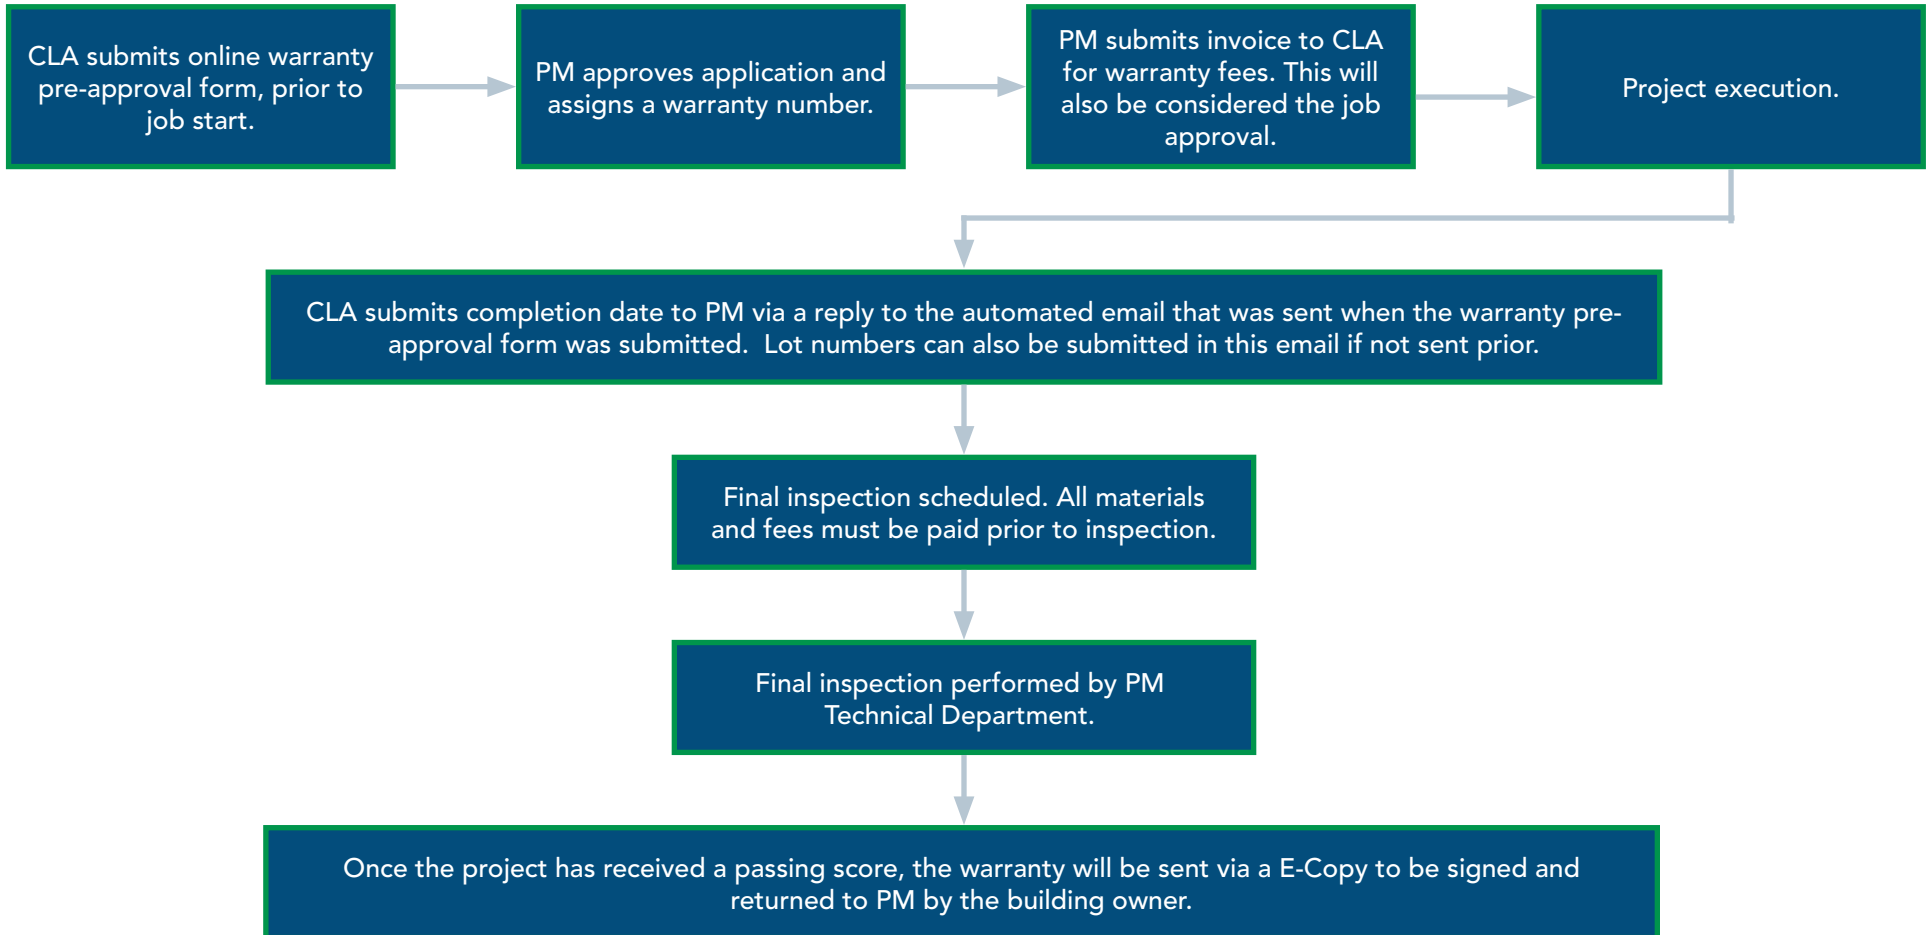 CLA submits online warranty
pre-approval form, prior to
job start.
PM approves application and
assigns a warranty number.
PM submits invoice to CLA
for warranty fees. This will
also be considered the job
approval.
Project execution.
CLA submits completion date to PM via a reply to the automated email that was sent when the warranty pre-
approval form was submitted.  Lot numbers can also be submitted in this email if not sent prior.
Final inspection scheduled. All materials
and fees must be paid prior to inspection.
Final inspection performed by PM
Technical Department.
Once the project has received a passing score, the warranty will be sent via a E-Copy to be signed and
returned to PM by the building owner.